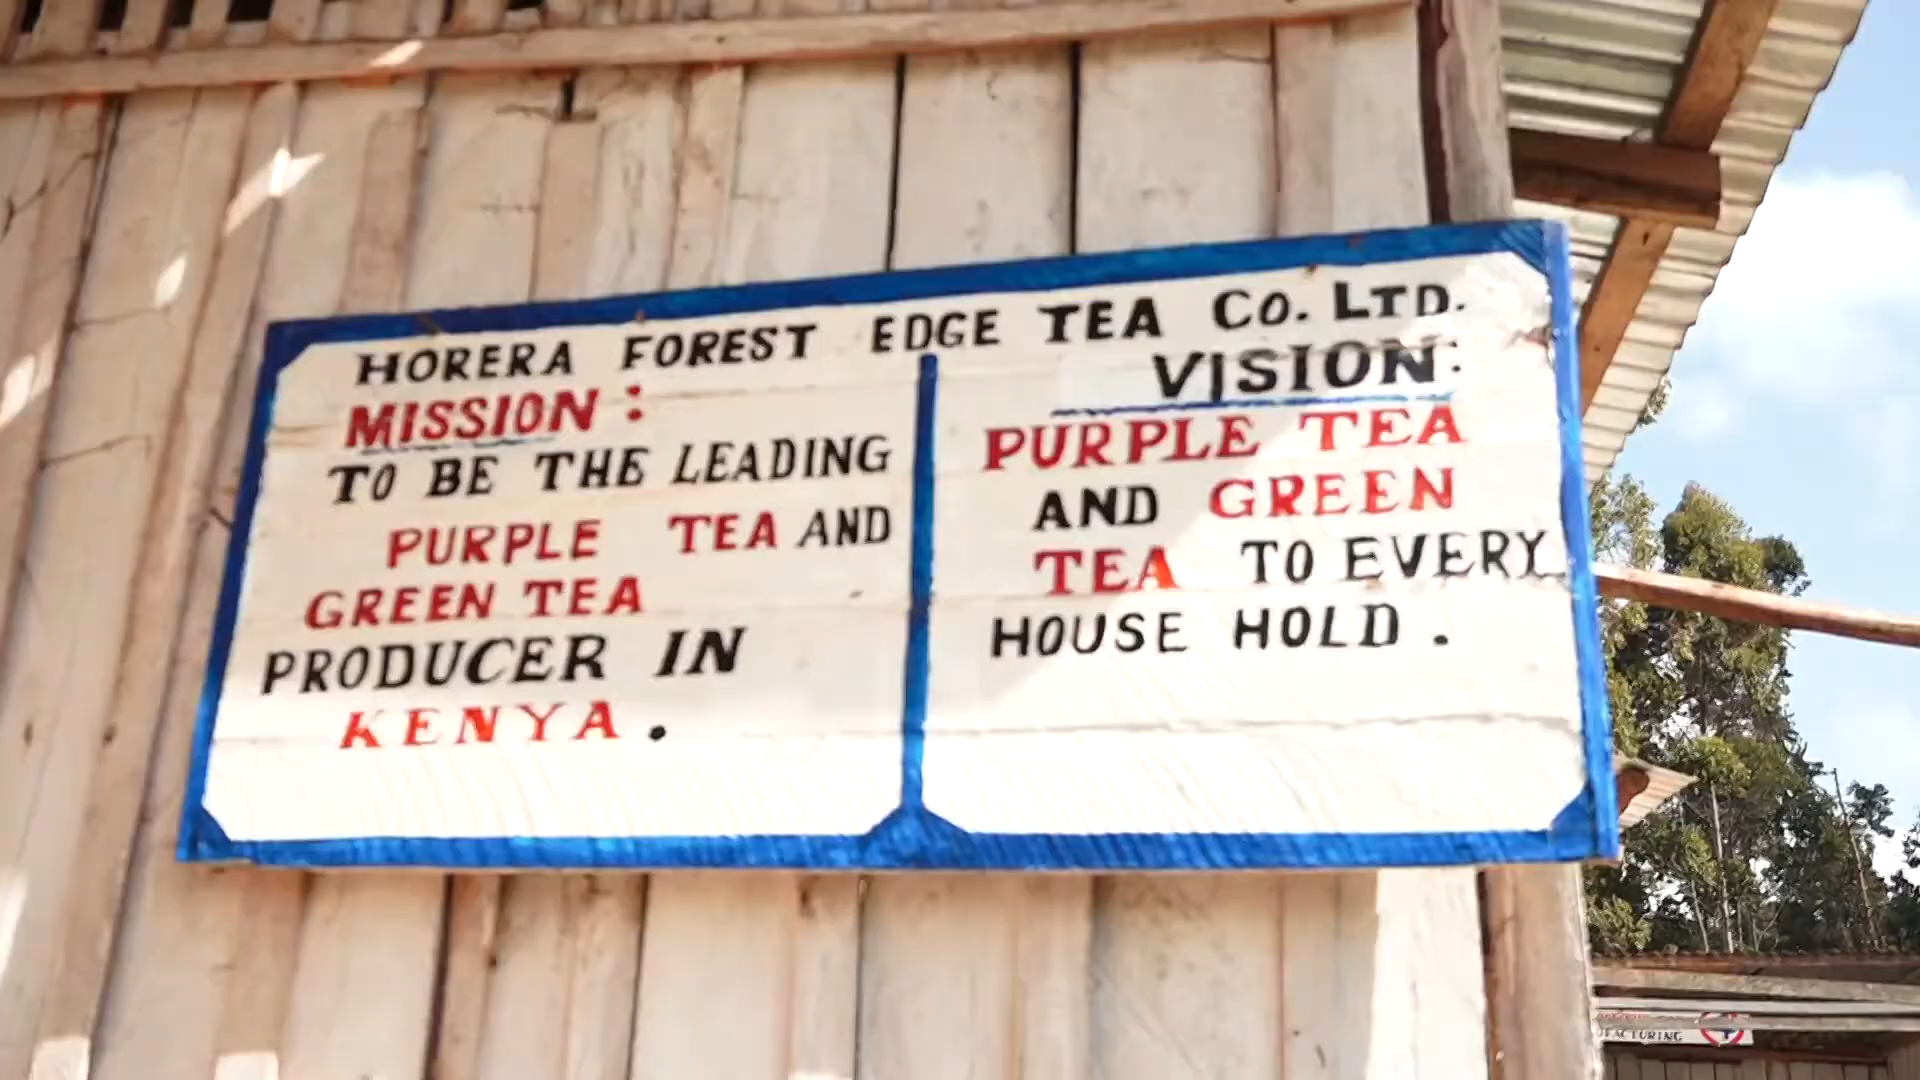 HORERA FOREST EDGE TEA CO. LTD.
MISSION:
TO BE THE LEADING
PURPLE TEA AND
GREEN TEA
PRODUCER IN
KENYA.
VISION:
PURPLE TEA
AND GREEN
TEA TO EVERY
HOUSE HOLD.